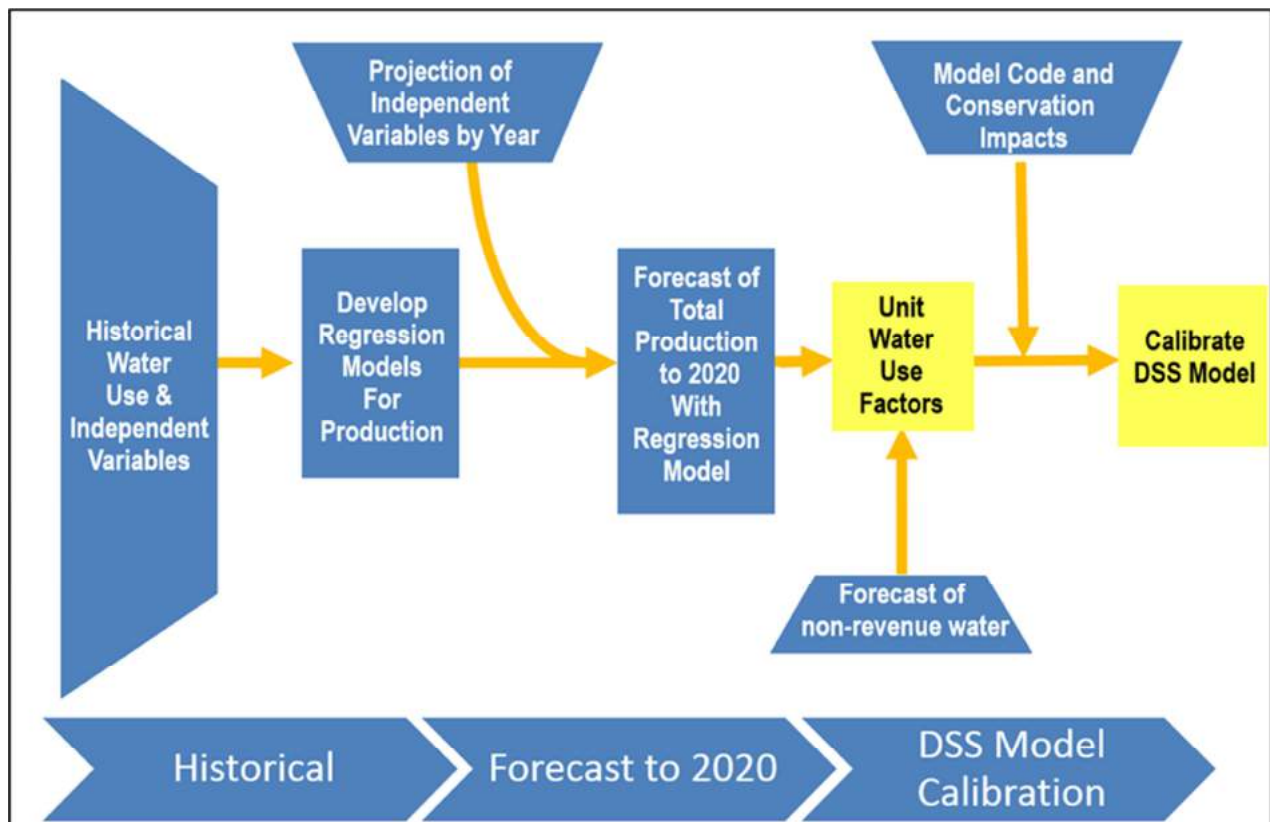 Projection of
Independent
Variables by Year
Model Code and
Conservation
Impacts
Historical
Water
Use &
Independent
Variables
Develop
Regression
Models
For
Production
Forecast of
Total
Production
to 2020
With
Regression
Model
Unit
Water
Use
Factors
Calibrate
DSS Model
Forecast of
non-revenue water
Historical
Forecast to 2020
DSS Model
Calibration